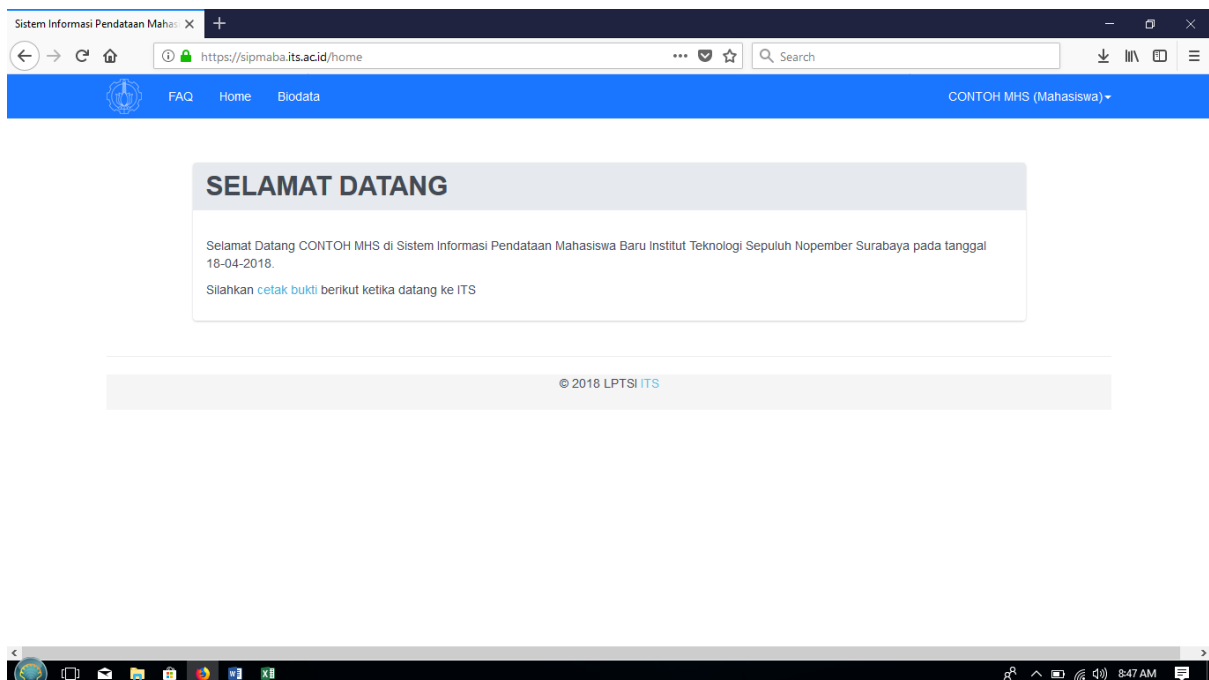 Sistem Informasi Pendataan Mahas
https://sipmaba.its.ac.id/home
Search
FAQ Home Biodata CONTOH MHS (Mahasiswa)
SELAMAT DATANG
Selamat Datang CONTOH MHS di Sistem Informasi Pendataan Mahasiswa Baru Institut Teknologi Sepuluh Nopember Surabaya pada tanggal
18-04-2018.
Silahkan cetak bukti berikut ketika datang ke ITS
© 2018 LPTSI ITS
8:47 AM